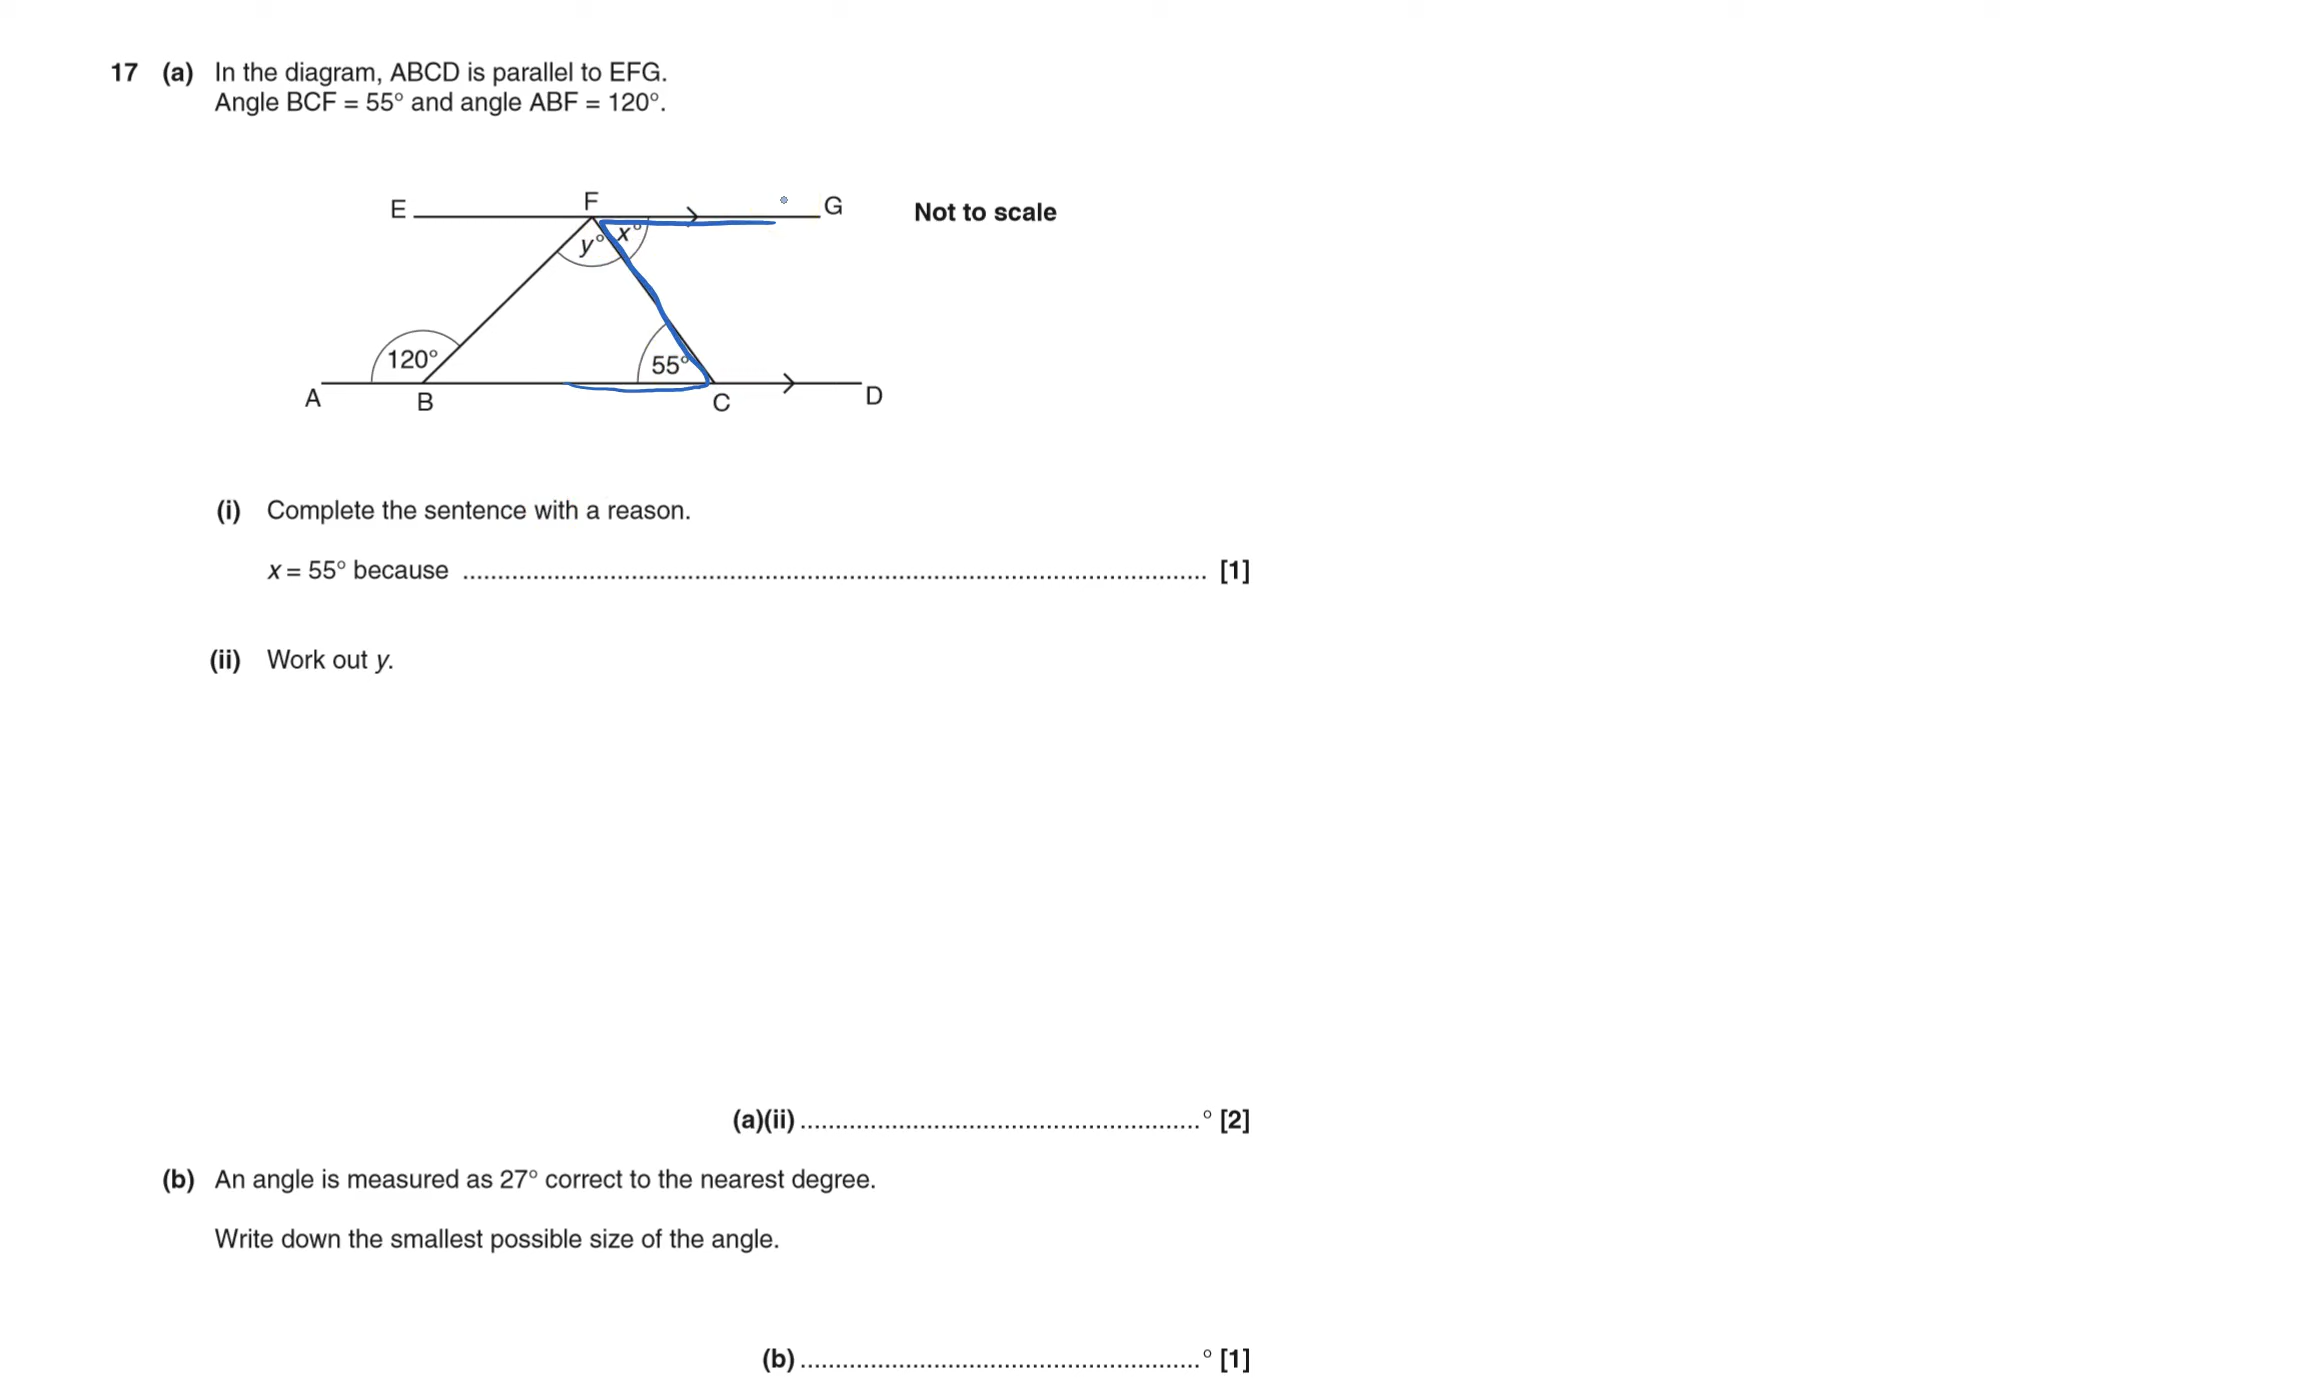 17 (a) In the diagram, ABCD is parallel to EFG.
Angle BCF = 55° and angle ABF = 120°.
E F G Not to scale
y° x°
120° 55°
A B C D
(i) Complete the sentence with a reason.
x = 55° because ........................................ [1]
(ii) Work out y.
(a)(ii) ........................................° [2]
(b) An angle is measured as 27° correct to the nearest degree.
Write down the smallest possible size of the angle.
(b) ........................................° [1]